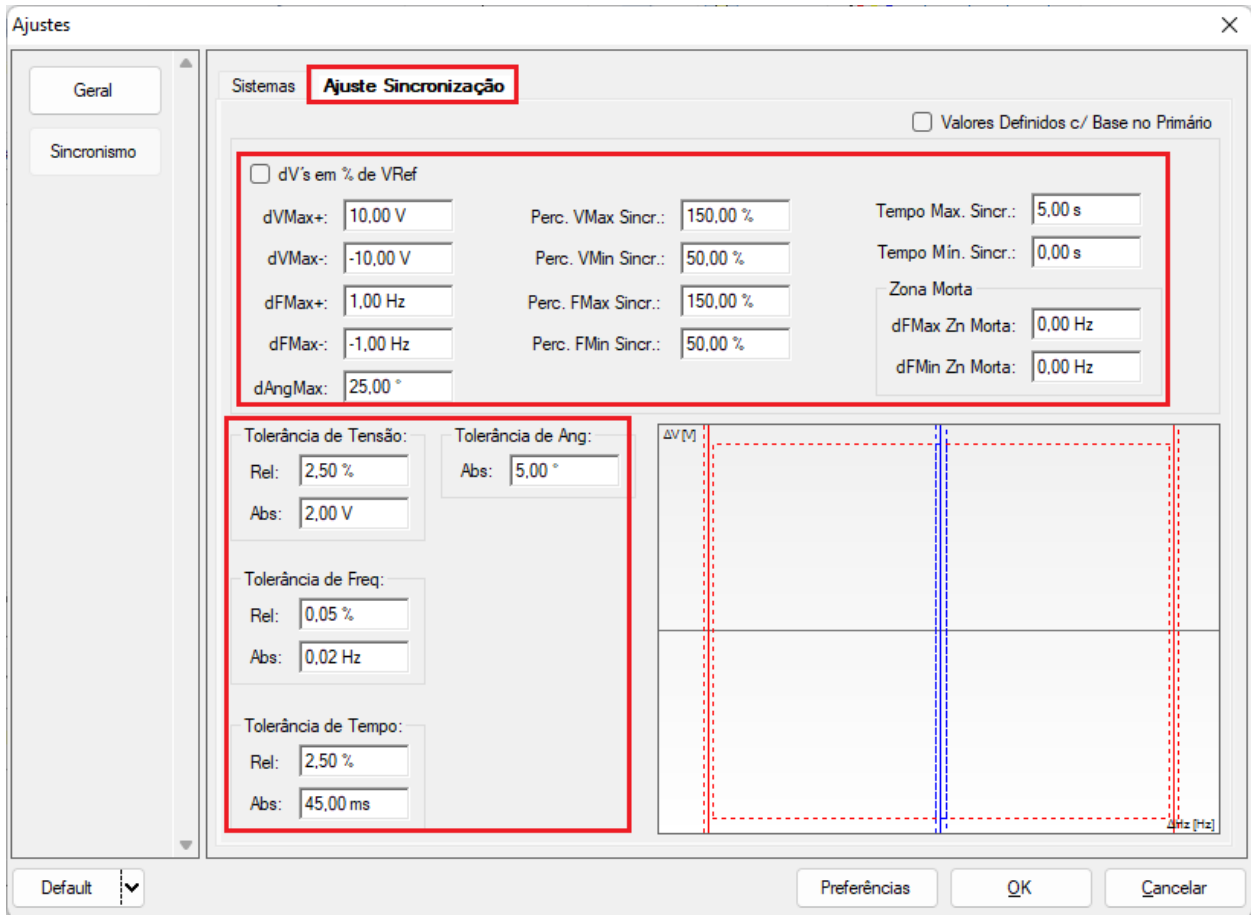 Ajustes
Geral
Sincronismo
Sistemas
Ajuste Sincronização
Valores Definidos c/ Base no Primário
dV´s em % de VRef
dVMax+: 10,00 V
dVMax-: -10,00 V
dFMax+: 1,00 Hz
dFMax-: -1,00 Hz
dAngMax: 25,00 °
Perc. VMax Sincr.: 150,00 %
Perc. VMin Sincr.: 50,00 %
Perc. FMax Sincr.: 150,00 %
Perc. FMin Sincr.: 50,00 %
Tempo Max. Sincr.: 5,00 s
Tempo Mín. Sincr.: 0,00 s
Zona Morta
dFMax Zn Morta: 0,00 Hz
dFMin Zn Morta: 0,00 Hz
Tolerância de Tensão:
Rel: 2,50 %
Abs: 2,00 V
Tolerância de Ang:
Abs: 5,00 °
Tolerância de Freq:
Rel: 0,05 %
Abs: 0,02 Hz
Tolerância de Tempo:
Rel: 2,50 %
Abs: 45,00 ms
ΔV [V]
ΔHz [Hz]
Default
Preferências
OK
Cancelar